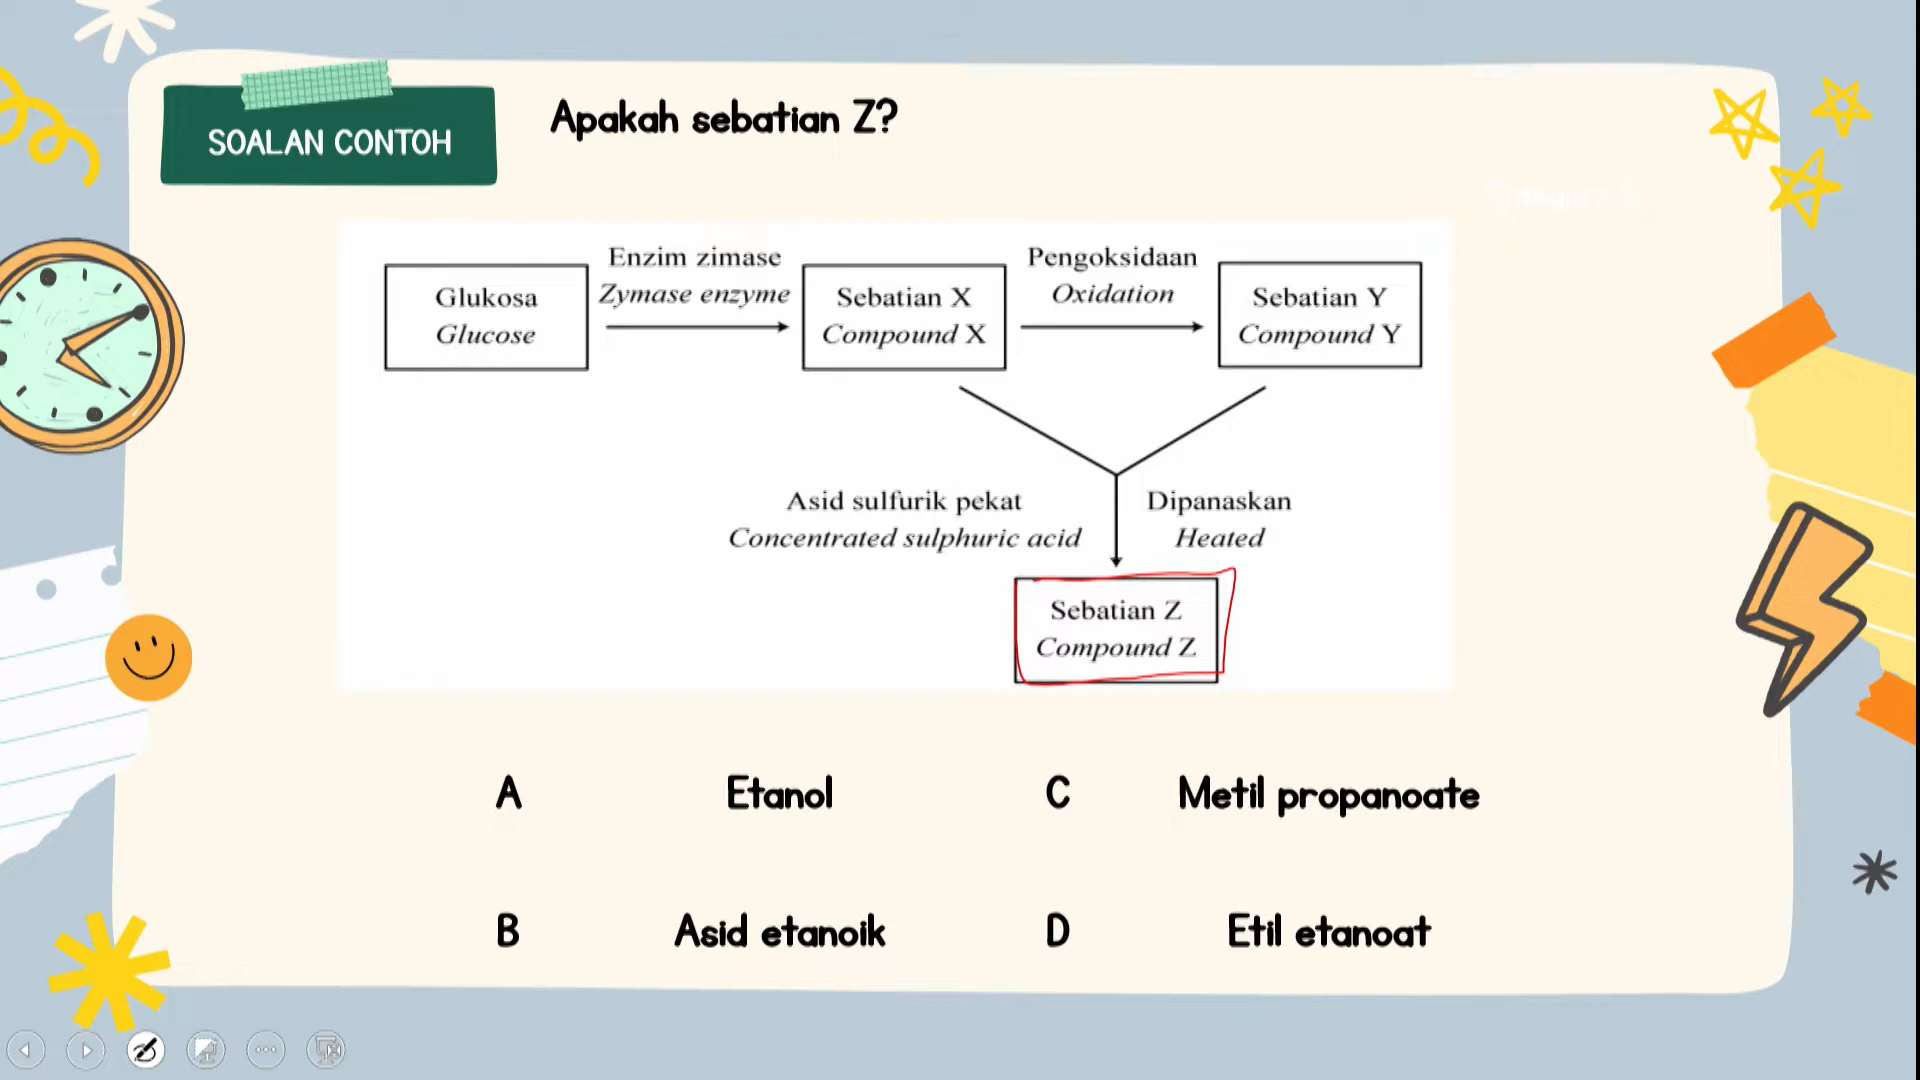 SOALAN CONTOH
Apakah sebatian Z?
Enzim zimase
Zymase enzyme
Pengoksidaan
Oxidation
Glukosa
Glucose
Sebatian X
Compound X
Sebatian Y
Compound Y
Asid sulfurik pekat
Concentrated sulphuric acid
Dipanaskan
Heated
Sebatian Z
Compound Z
A Etanol
C Metil propanoate
B Asid etanoik
D Etil etanoat